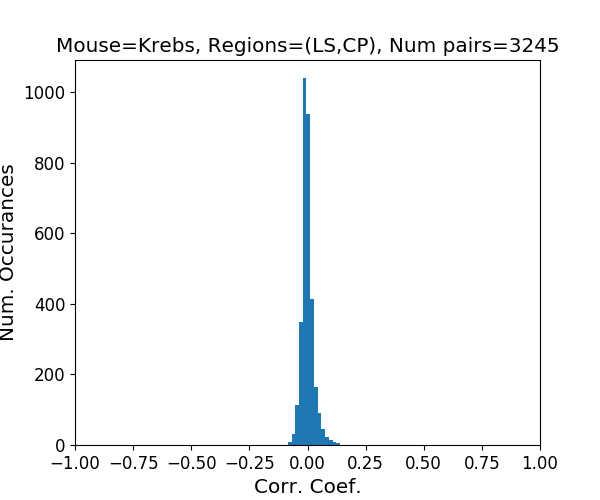 Mouse=Krebs, Regions=(LS,CP), Num pairs=3245
1000
800
600
400
200
0
Num. Occurances
−1.00 −0.75 −0.50 −0.25 0.00 0.25 0.50 0.75 1.00
Corr. Coef.